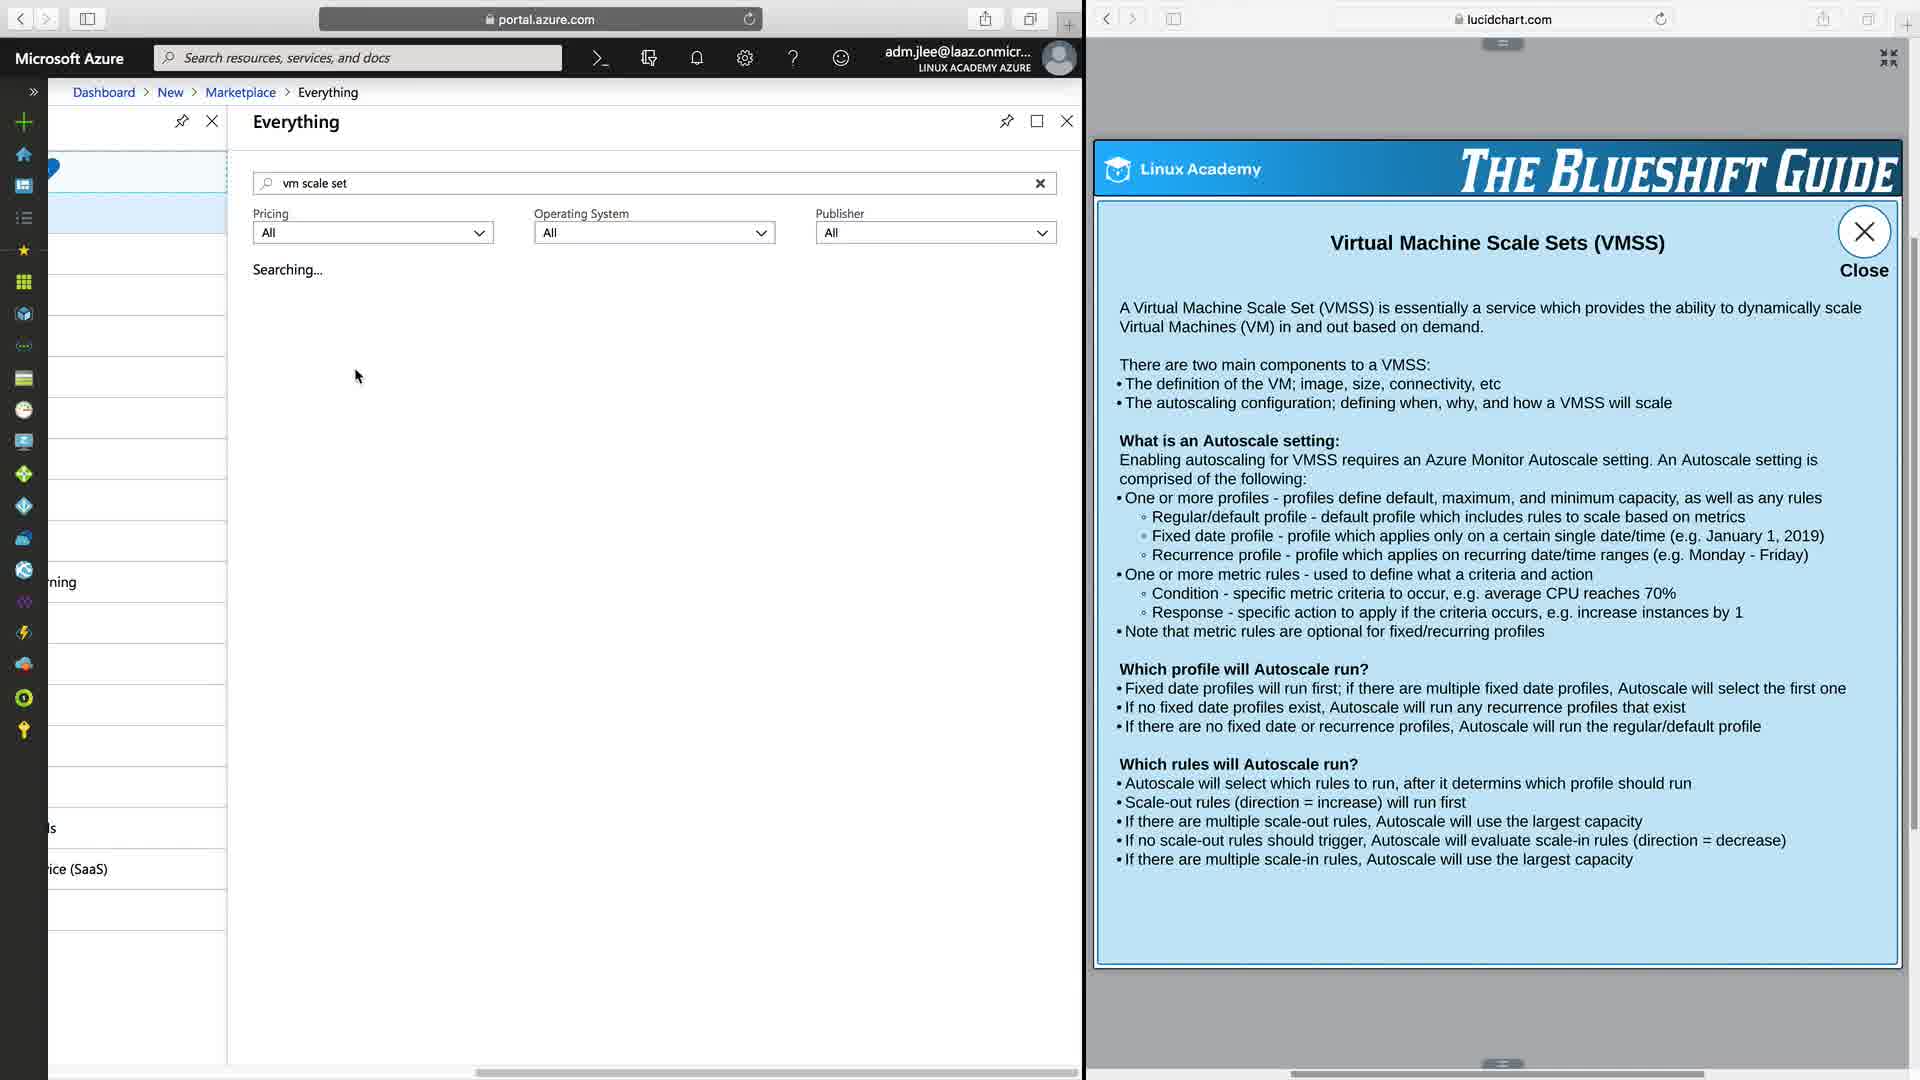 portal.azure.com
lucidchart.com
Microsoft Azure
Search resources, services, and docs
adm.jlee@laaz.onmicr...
LINUX ACADEMY AZURE
Dashboard > New > Marketplace > Everything
Everything
vm scale set
Pricing
Operating System
Publisher
All
All
All
Searching...
rning
ls
ice (SaaS)
Linux Academy
THE BLUESHIFT GUIDE
Virtual Machine Scale Sets (VMSS)
Close
A Virtual Machine Scale Set (VMSS) is essentially a service which provides the ability to dynamically scale
Virtual Machines (VM) in and out based on demand.
There are two main components to a VMSS:
• The definition of the VM; image, size, connectivity, etc
• The autoscaling configuration; defining when, why, and how a VMSS will scale
What is an Autoscale setting:
Enabling autoscaling for VMSS requires an Azure Monitor Autoscale setting. An Autoscale setting is
comprised of the following:
• One or more profiles - profiles define default, maximum, and minimum capacity, as well as any rules
◦ Regular/default profile - default profile which includes rules to scale based on metrics
◦ Fixed date profile - profile which applies only on a certain single date/time (e.g. January 1, 2019)
◦ Recurrence profile - profile which applies on recurring date/time ranges (e.g. Monday - Friday)
• One or more metric rules - used to define what a criteria and action
◦ Condition - specific metric criteria to occur, e.g. average CPU reaches 70%
◦ Response - specific action to apply if the criteria occurs, e.g. increase instances by 1
• Note that metric rules are optional for fixed/recurring profiles
Which profile will Autoscale run?
• Fixed date profiles will run first; if there are multiple fixed date profiles, Autoscale will select the first one
• If no fixed date profiles exist, Autoscale will run any recurrence profiles that exist
• If there are no fixed date or recurrence profiles, Autoscale will run the regular/default profile
Which rules will Autoscale run?
• Autoscale will select which rules to run, after it determins which profile should run
• Scale-out rules (direction = increase) will run first
• If there are multiple scale-out rules, Autoscale will use the largest capacity
• If no scale-out rules should trigger, Autoscale will evaluate scale-in rules (direction = decrease)
• If there are multiple scale-in rules, Autoscale will use the largest capacity